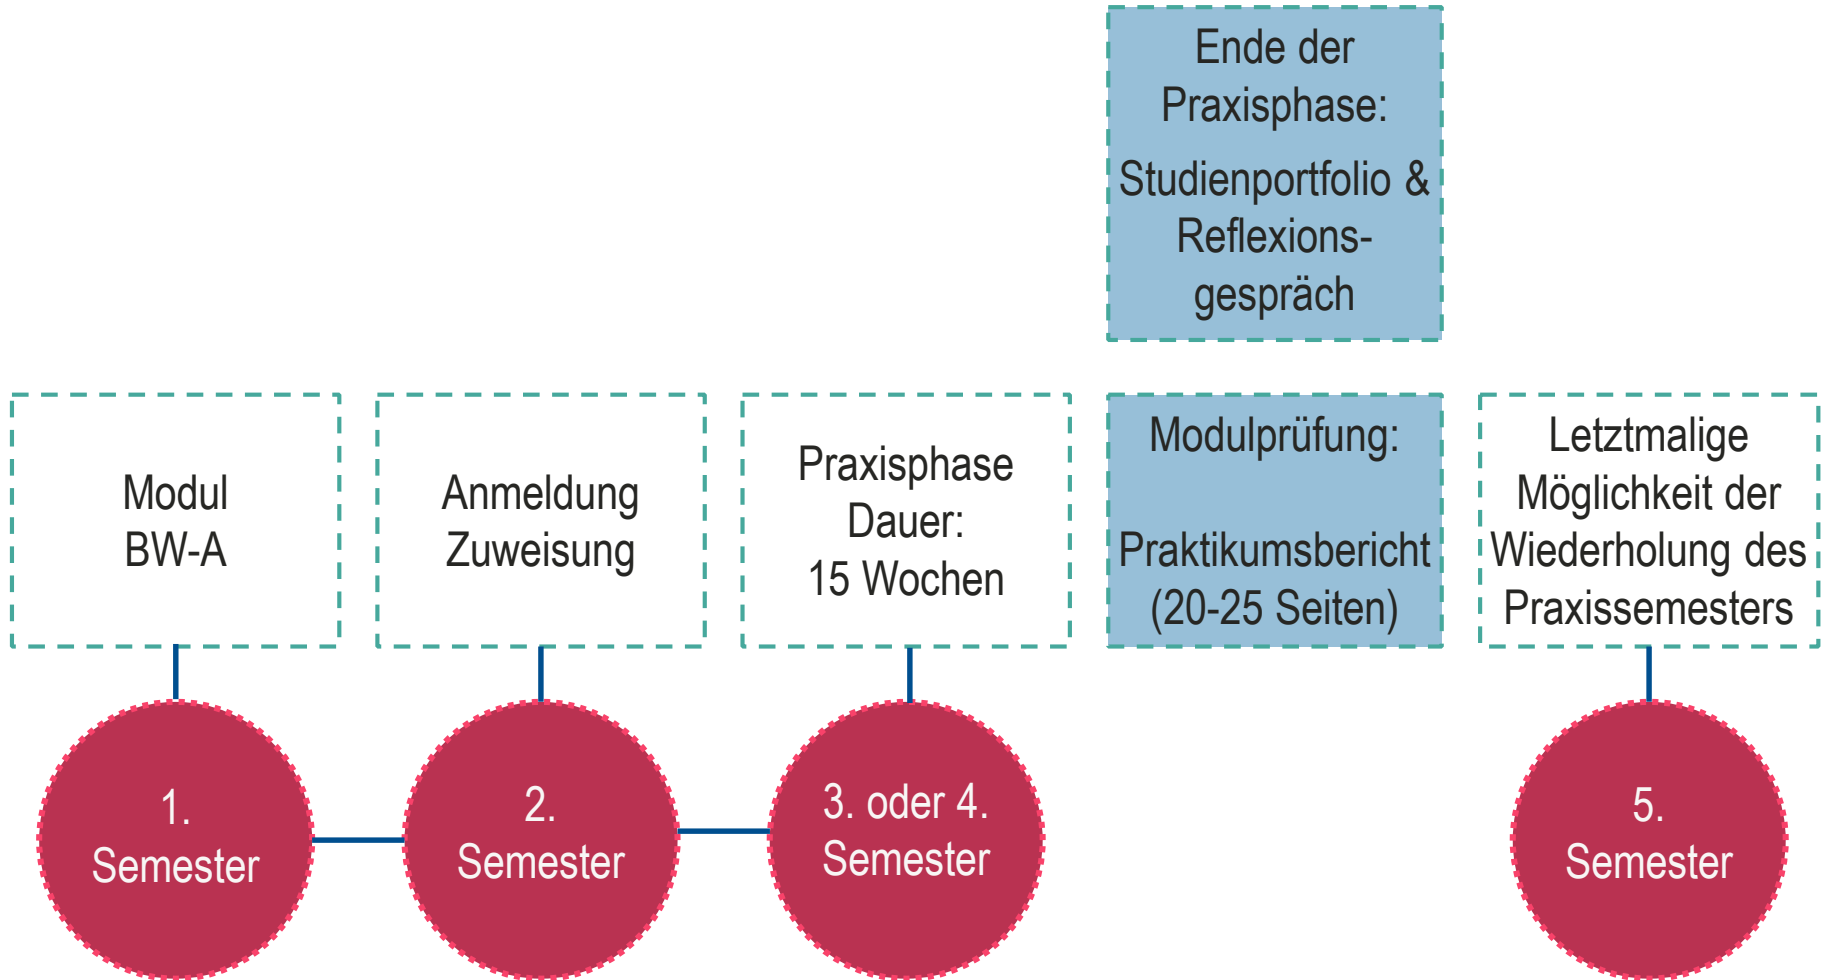 Ende der
Praxisphase:
Studienportfolio &
Reflexions-
gespräch
Modul
BW-A
Anmeldung
Zuweisung
Praxisphase
Dauer:
15 Wochen
Modulprüfung:
Praktikumsbericht
(20-25 Seiten)
Letztmalige
Möglichkeit der
Wiederholung des
Praxissemesters
1.
Semester
2.
Semester
3. oder 4.
Semester
5.
Semester